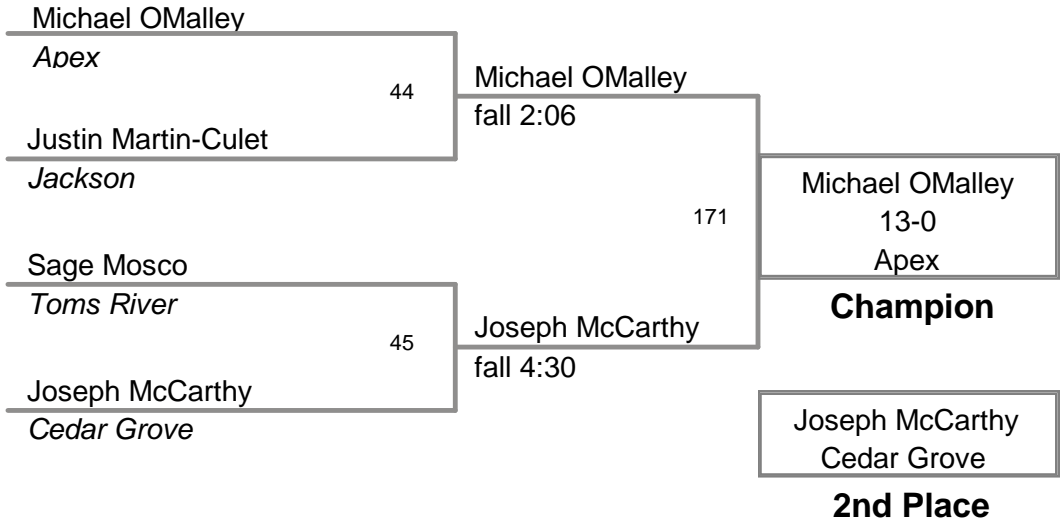 Michael OMalley
Apex
44
Michael OMalley
fall 2:06
Justin Martin-Culet
Jackson
171
Michael OMalley
13-0
Apex
Champion
Sage Mosco
Toms River
45
Joseph McCarthy
fall 4:30
Joseph McCarthy
Cedar Grove
Joseph McCarthy
Cedar Grove
2nd Place